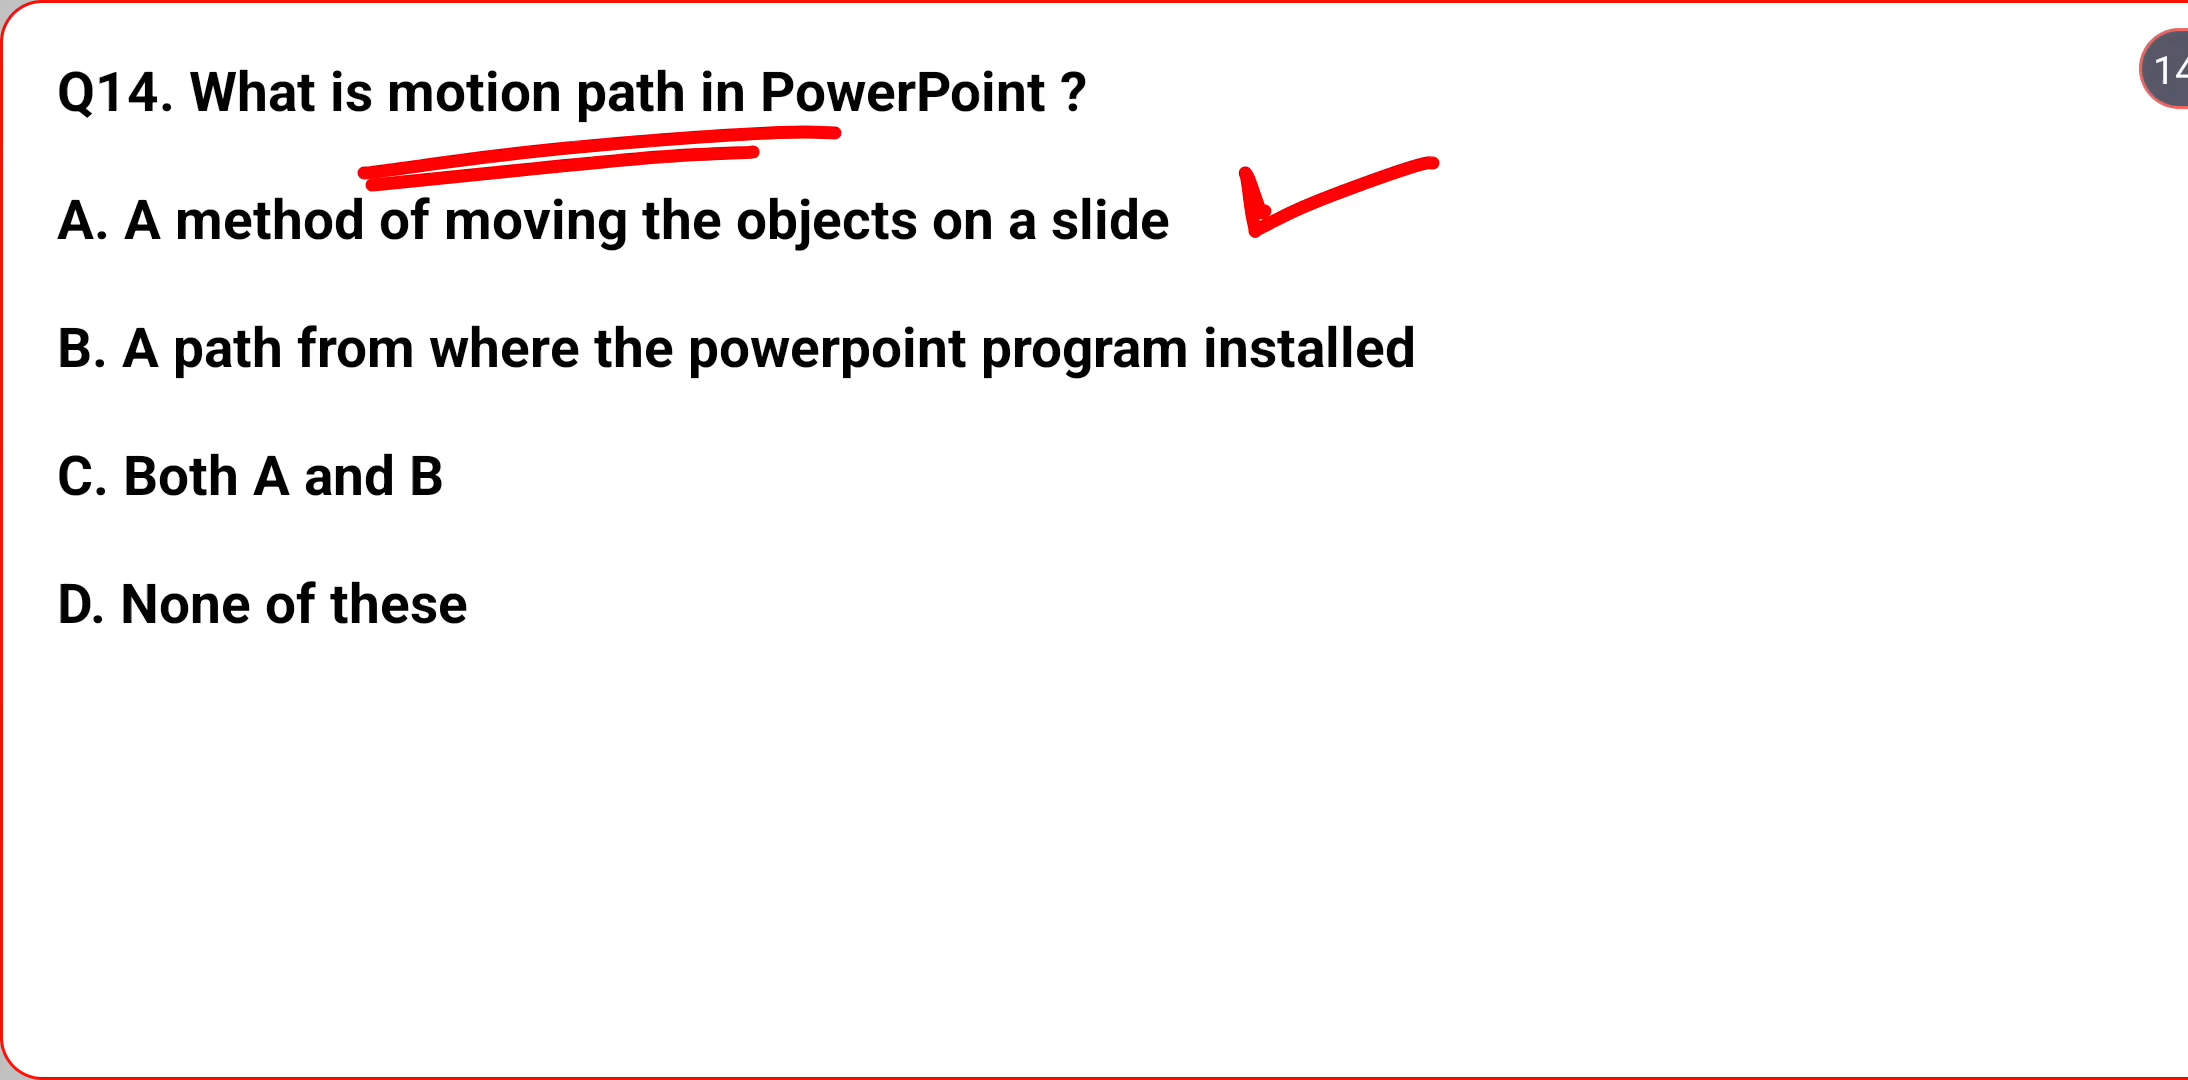 Q14. What is motion path in PowerPoint ?
14
A. A method of moving the objects on a slide
B. A path from where the powerpoint program installed
C. Both A and B
D. None of these